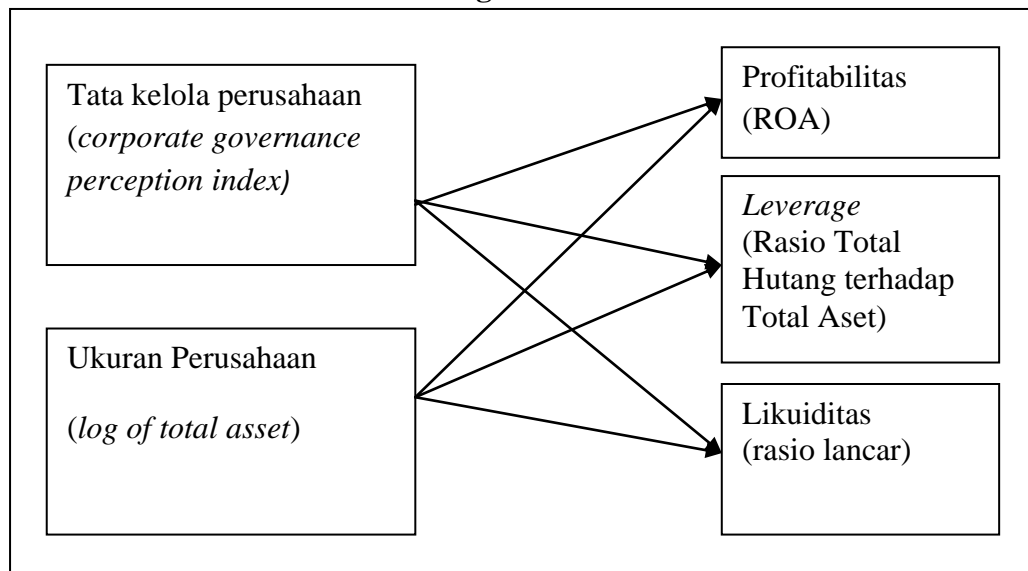 Tata kelola perusahaan
(corporate governance
perception index)
Ukuran Perusahaan
(log of total asset)
Profitabilitas
(ROA)
Leverage
(Rasio Total
Hutang terhadap
Total Aset)
Likuiditas
(rasio lancar)